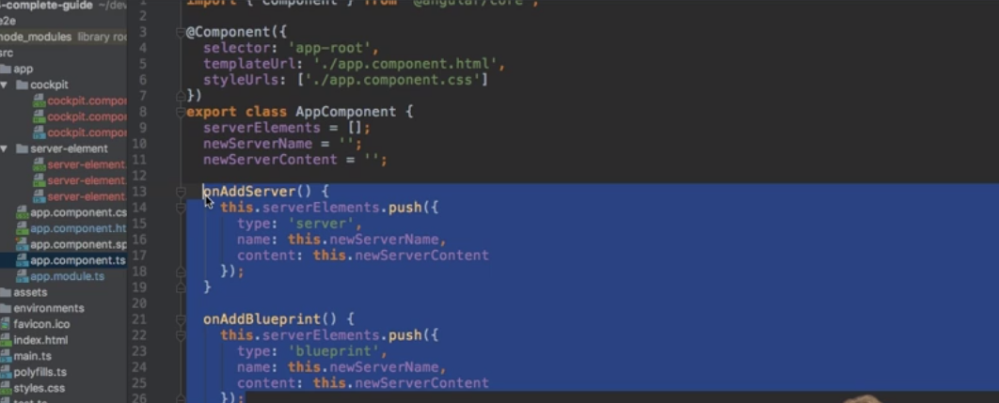 s-complete-guide ~/dev
e2e
node_modules library roo
src
app
cockpit
cockpit.compor
cockpit.compor
cockpit.compor
server-element
server-element.
server-element.
server-element.
app.component.cs
app.component.ht
app.component.sp
app.component.ts
app.module.ts
assets
environments
favicon.ico
index.html
main.ts
polyfills.ts
styles.css
test.ts
1 import { Component } from '@angular/core';
2
3 @Component({
4 selector: 'app-root',
5 templateUrl: './app.component.html',
6 styleUrls: ['./app.component.css']
7 })
8 export class AppComponent {
9 serverElements = [];
10 newServerName = '';
11 newServerContent = '';
12
13 onAddServer() {
14 this.serverElements.push({
15 type: 'server',
16 name: this.newServerName,
17 content: this.newServerContent
18 });
19 }
20
21 onAddBlueprint() {
22 this.serverElements.push({
23 type: 'blueprint',
24 name: this.newServerName,
25 content: this.newServerContent
26 });